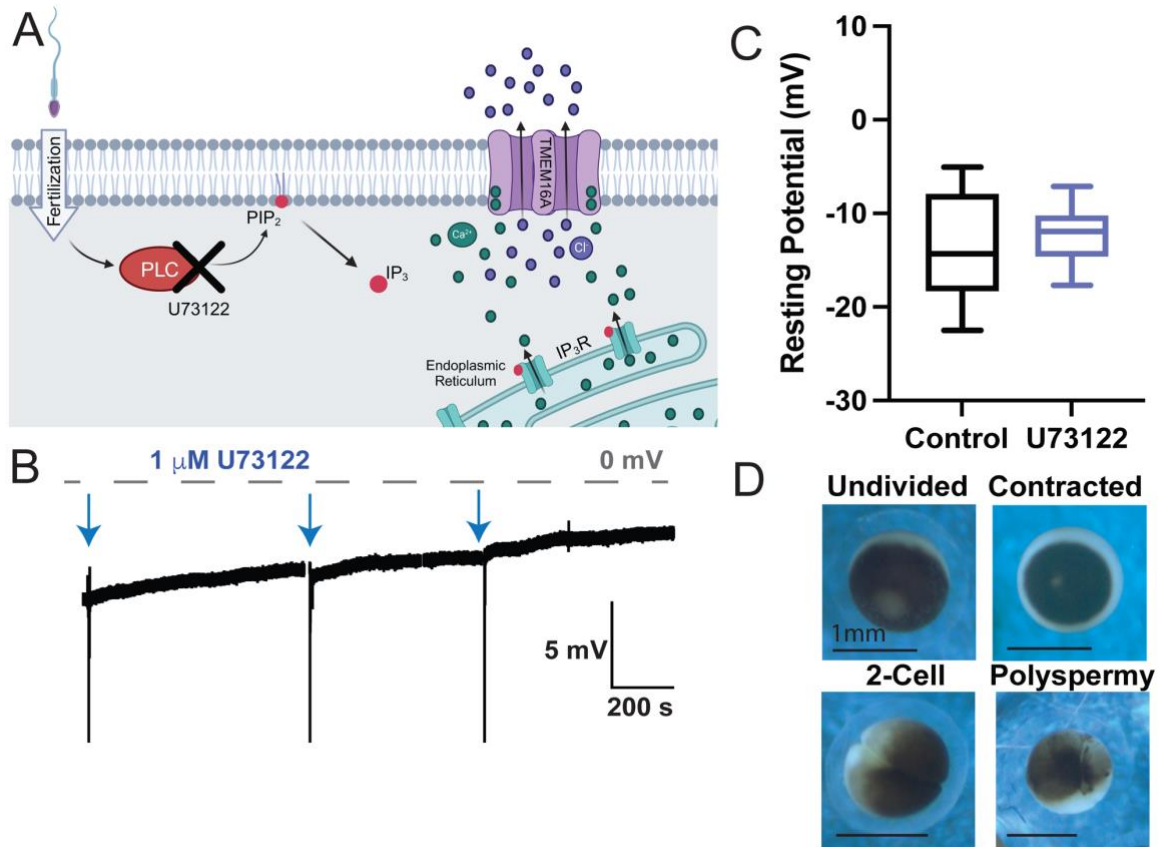 A
Fertilization
PLC
U73122
PIP₂
IP₃
Ca²⁺
Cl⁻
TMEM16A
IP₃R
Endoplasmic
Reticulum
B
1 μM U73122
0 mV
5 mV
200 s
C
Resting Potential (mV)
10
0
-10
-20
-30
Control U73122
D
Undivided Contracted
1mm
2-Cell Polyspermy